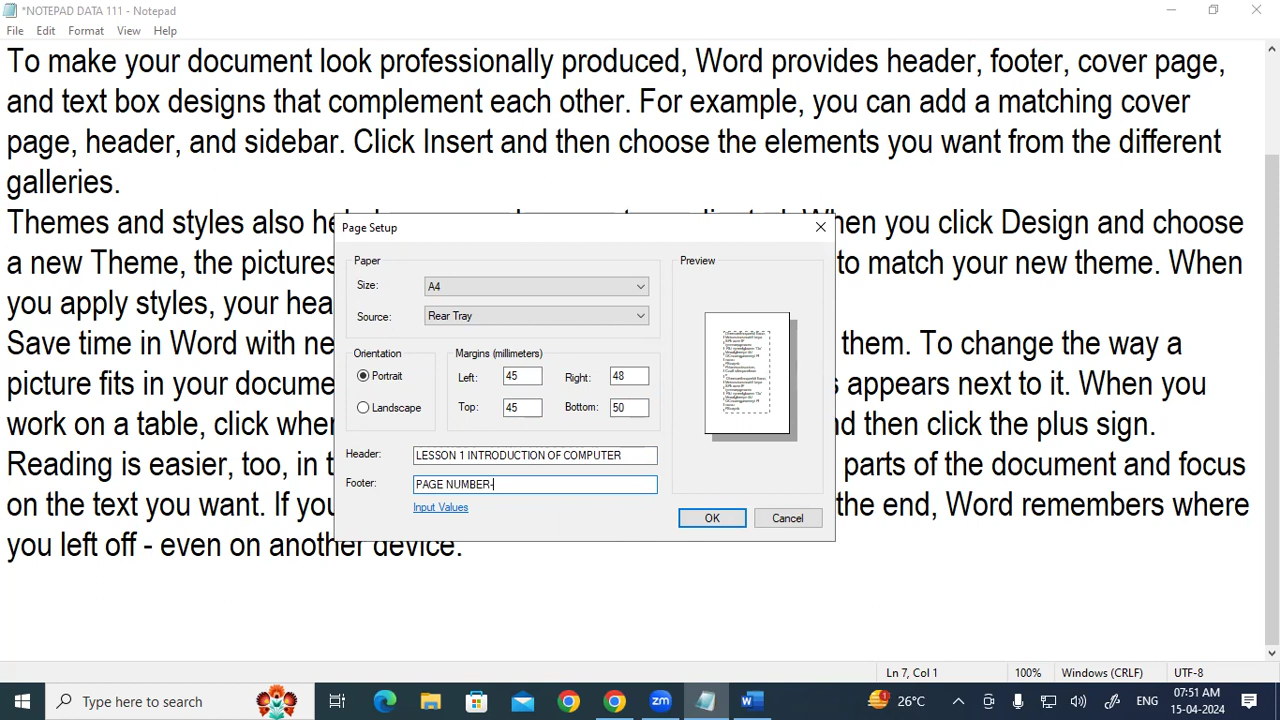 *NOTEPAD DATA 111 - Notepad
File Edit Format View Help
To make your document look professionally produced, Word provides header, footer, cover page,
and text box designs that complement each other. For example, you can add a matching cover
page, header, and sidebar. Click Insert and then choose the elements you want from the different
galleries.
Themes and styles also When you click Design and choose
a new Theme, the pictures to match your new theme. When
you apply styles, your
Save time in Word with them. To change the way a
picture fits in your appears next to it. When you
work on a table, click then click the plus sign.
Reading is easier, too, in parts of the document and focus
on the text you want. If the end, Word remembers where
you left off - even on another device.
Page Setup
Paper
Size: A4
Source: Rear Tray
Orientation
Portrait
Landscape
Margins (millimeters)
Left: 45 Right: 48
Top: 45 Bottom: 50
Header: LESSON 1 INTRODUCTION OF COMPUTER
Footer: PAGE NUMBER-
Input Values
Preview
OK Cancel
Ln 7, Col 1 100% Windows (CRLF) UTF-8
Type here to search
zm
W
26°C
ENG
07:51 AM
15-04-2024